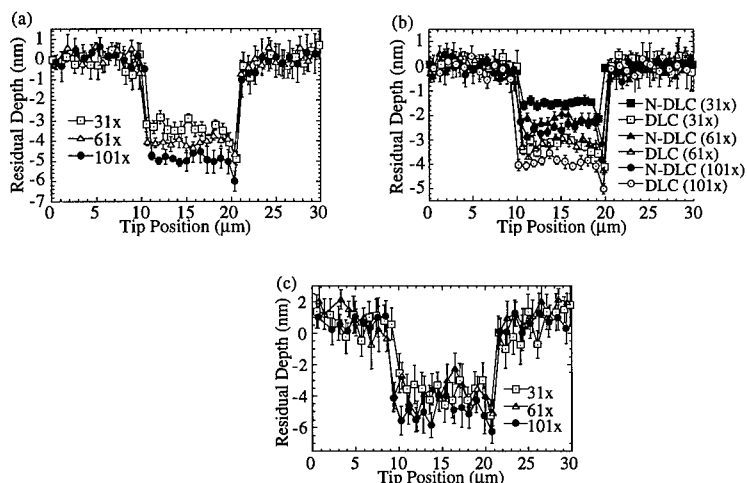 (a)
1
0
-1
-2
-3
-4
-5
-6
-7
Residual Depth (nm)
31x
61x
101x
0 5 10 15 20 25 30
Tip Position (μm)
(b)
1
0
-1
-2
-3
-4
-5
Residual Depth (nm)
N-DLC (31x)
DLC (31x)
N-DLC (61x)
DLC (61x)
N-DLC (101x)
DLC (101x)
0 5 10 15 20 25 30
Tip Position (μm)
(c)
2
0
-2
-4
-6
Residual Depth (nm)
31x
61x
101x
0 5 10 15 20 25 30
Tip Position (μm)